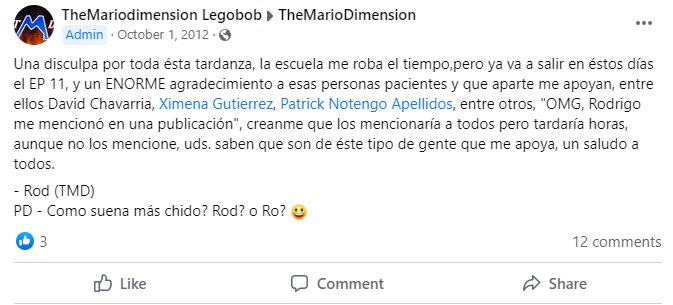 TheMariodimension Legobob ▸ TheMarioDimension
Admin · October 1, 2012 ·
Una disculpa por toda ésta tardanza, la escuela me roba el tiempo,pero ya va a salir en éstos días
el EP 11, y un ENORME agradecimiento a esas personas pacientes y que aparte me apoyan, entre
ellos David Chavarria, Ximena Gutierrez, Patrick Notengo Apellidos, entre otros, "OMG, Rodrigo
me mencionó en una publicación", creanme que los mencionaría a todos pero tardaría horas,
aunque no los mencione, uds. saben que son de éste tipo de gente que me apoya, un saludo a
todos.
- Rod (TMD)
PD - Como suena más chido? Rod? o Ro? 😀
3 12 comments
Like Comment Share